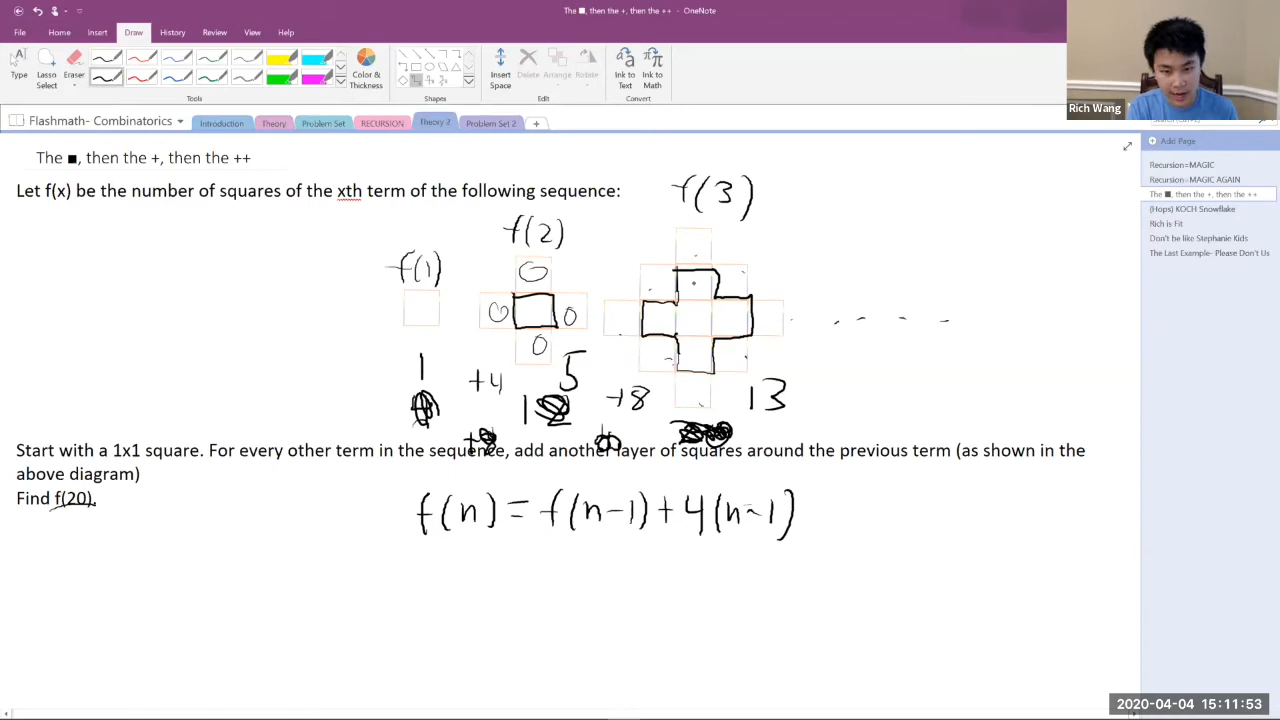 The ■, then the +, then the ++ - OneNote
File Home Insert Draw History Review View Help
Type Lasso Select Eraser Color & Thickness Insert Space Delete Arrange Rotate Ink to Text Ink to Math
Tools Shapes Edit Convert
Rich Wang
Flashmath- Combinatorics Introduction Theory Problem Set RECURSION Theory 2 Problem Set 2
Add Page
Recursion=MAGIC
Recursion=MAGIC AGAIN
The ■, then the +, then the ++
(Hops) KOCH Snowflake
Rich is Fit
Don't be like Stephanie Kids
The Last Example- Please Don't Us
The ■, then the +, then the ++
Let f(x) be the number of squares of the xth term of the following sequence:
f(1) f(2) f(3)
1 +4 5 +8 13
Start with a 1x1 square. For every other term in the sequence, add another layer of squares around the previous term (as shown in the
above diagram)
Find f(20).
f(n) = f(n-1) + 4(n-1)
2020-04-04 15:11:53